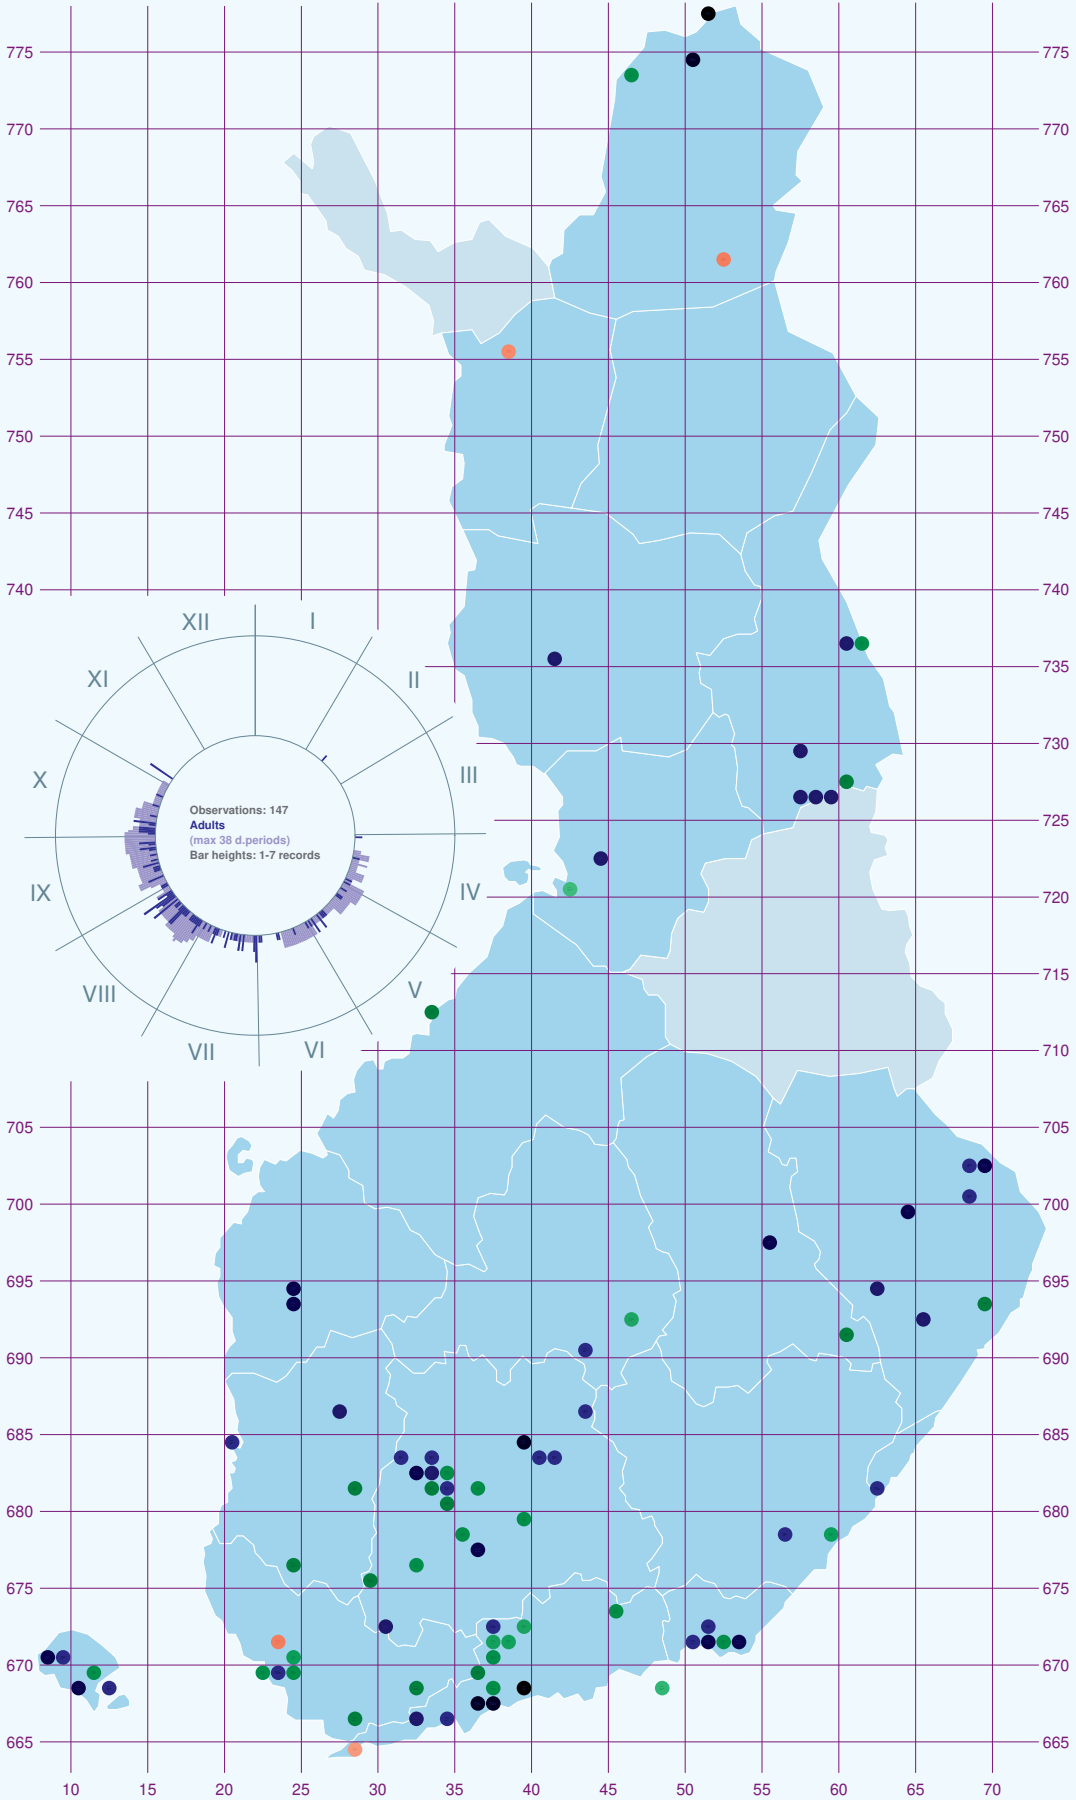 775 775
770 770
765 765
760 760
755 755
750 750
745 745
740 740
XII I
XI II
735 735
730 730
X III
Observations: 147
Adults
(max 38 d.periods)
Bar heights: 1-7 records
725 725
IX IV
720 720
715 715
VIII V
VII VI
710 710
705 705
700 700
695 695
690 690
685 685
680 680
675 675
670 670
665 665
10 15 20 25 30 35 40 45 50 55 60 65 70